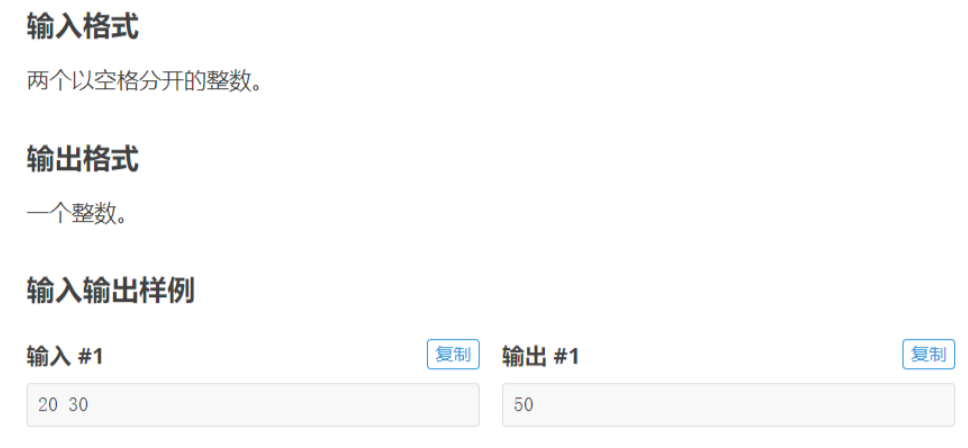 输入格式
两个以空格分开的整数。
输出格式
一个整数。
输入输出样例
输入 #1 复制 输出 #1 复制
20 30 50